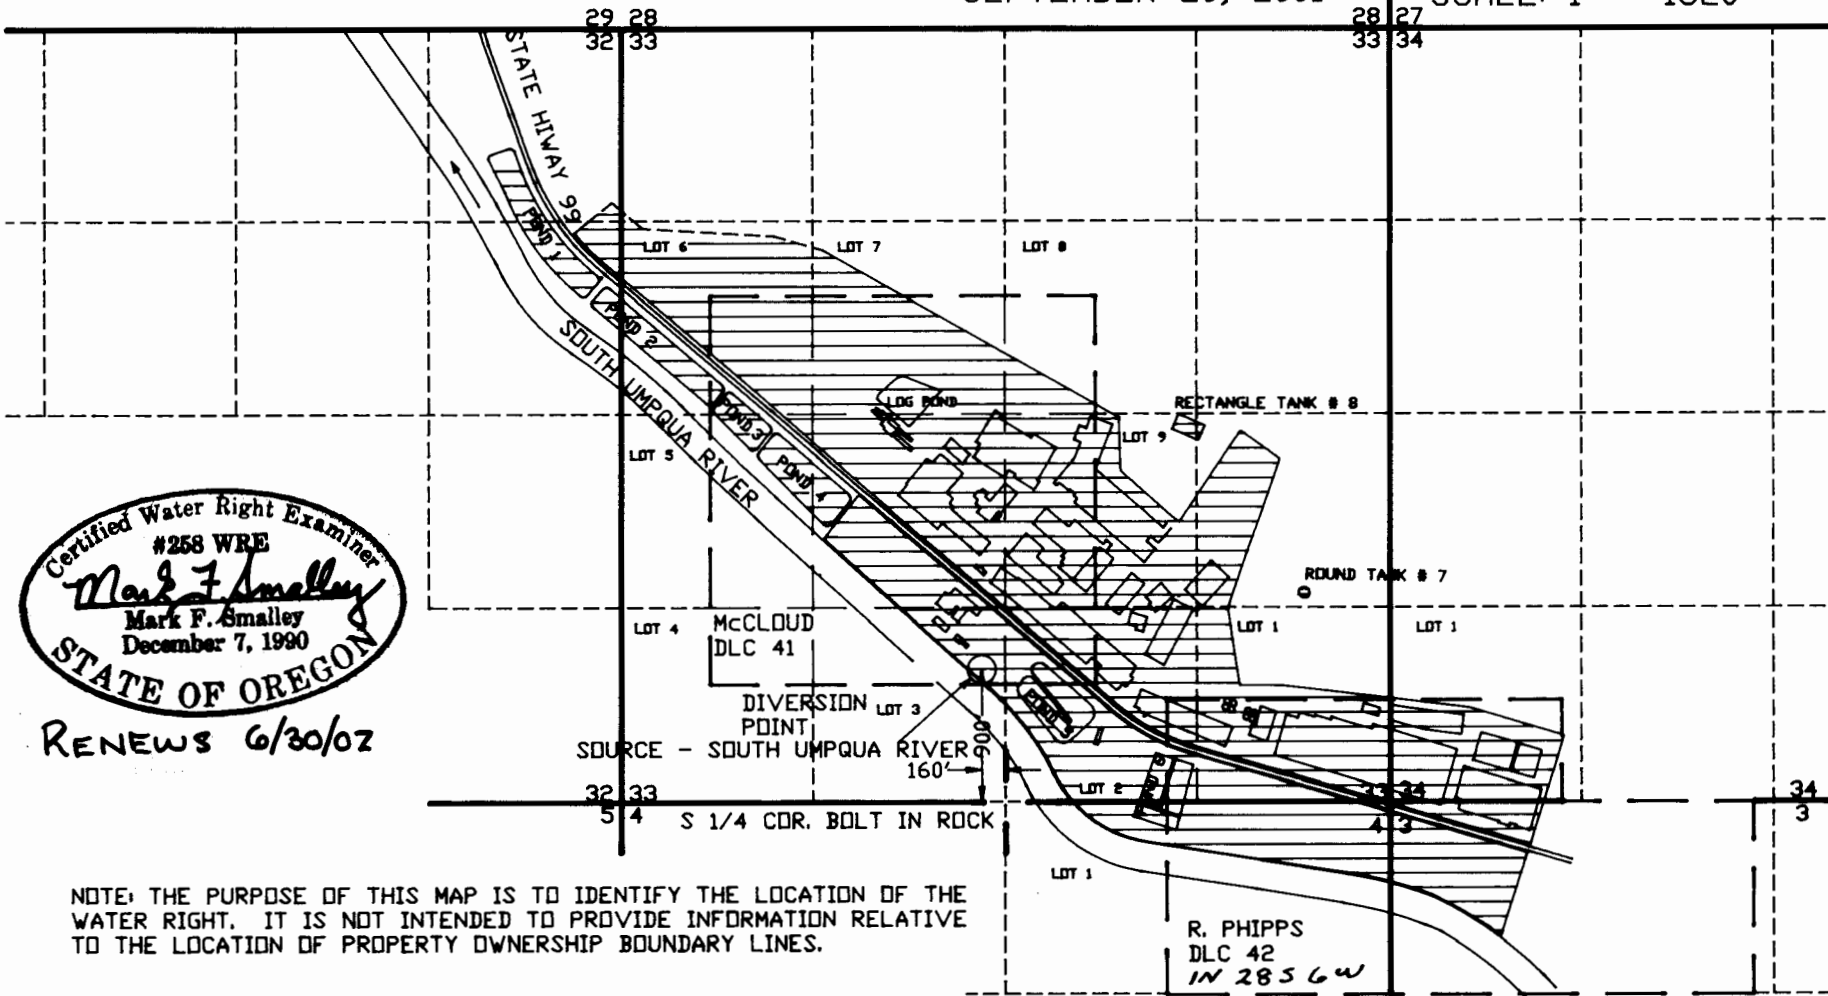 29 28
32 33
28 27
33 34
STATE HIWAY 99
POND 1
LOT 6
LOT 7
LOT 8
POND 2
SOUTH UMPQUA RIVER
POND 3
LOG POND
RECTANGLE TANK # 8
LOT 9
LOT 5
POND 4
ROUND TANK # 7
Certified Water Right Examiner
#258 WRE
Mark F. Smalley
Mark F. Smalley
December 7, 1990
STATE OF OREGON
RENEWS 6/30/02
LOT 4
McCLOUD
DLC 41
LOT 1
LOT 1
DIVERSION
POINT
LOT 3
SOURCE - SOUTH UMPQUA RIVER
900
160'
LOT 2
32 33
5 4
33 34
4 3
34
3
S 1/4 COR. BOLT IN ROCK
LOT 1
NOTE: THE PURPOSE OF THIS MAP IS TO IDENTIFY THE LOCATION OF THE
WATER RIGHT. IT IS NOT INTENDED TO PROVIDE INFORMATION RELATIVE
TO THE LOCATION OF PROPERTY OWNERSHIP BOUNDARY LINES.
R. PHIPPS
DLC 42
IN 28S 6W